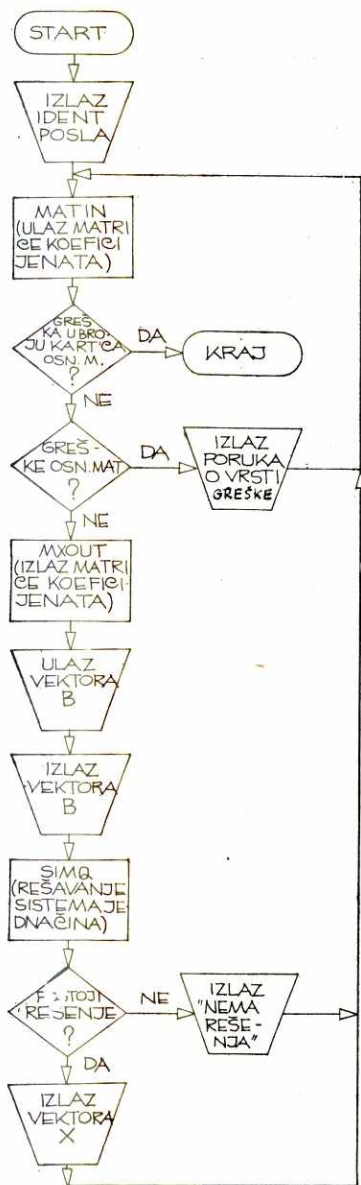 START
IZLAZ
IDENT
POSLA
MATIN
(ULAZ MATRI
CE KOEFICI
JENATA)
GREŠ
KA U BRO
JU KARTICA
OSN. M.
?
DA
KRAJ
NE
GREŠ-
KE OSN. MAT
?
DA
IZLAZ
PORUKA
O VRSTI
GREŠKE
NE
MXOUT
(IZLAZ MATRI
CE KOEFICI-
JENATA)
ULAZ
VEKTORA
B
IZLAZ
VEKTORA
B
SIMQ
(REŠAVANJE
SISTEMA JE
DNAČINA)
REŠENJE
?
NE
IZLAZ
"NEMA
REŠE-
NJA"
DA
IZLAZ
VEKTORA
X